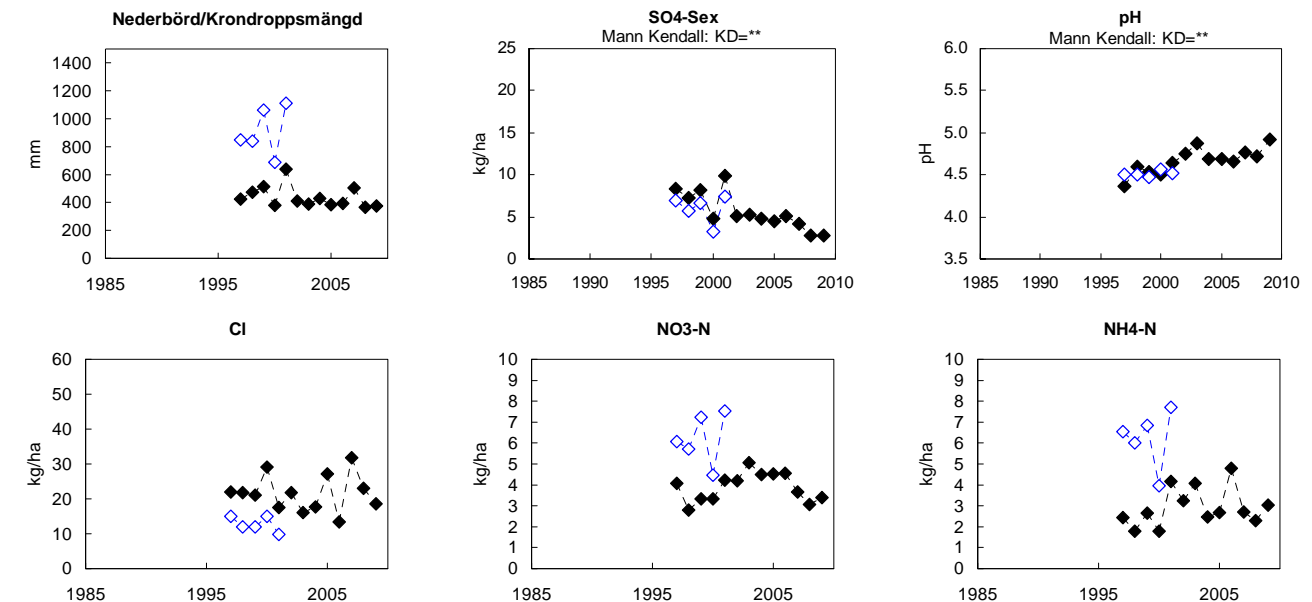 Nederbörd/Krondroppsmängd
1400
1200
1000
800
600
400
200
0
mm
1985 1995 2005
SO4-Sex
Mann Kendall: KD=**
25
20
15
10
5
0
kg/ha
1985 1990 1995 2000 2005 2010
pH
Mann Kendall: KD=**
6.0
5.5
5.0
4.5
4.0
3.5
pH
1985 1990 1995 2000 2005 2010
Cl
60
50
40
30
20
10
0
kg/ha
1985 1995 2005
NO3-N
10
9
8
7
6
5
4
3
2
1
0
kg/ha
1985 1995 2005
NH4-N
10
9
8
7
6
5
4
3
2
1
0
kg/ha
1985 1995 2005